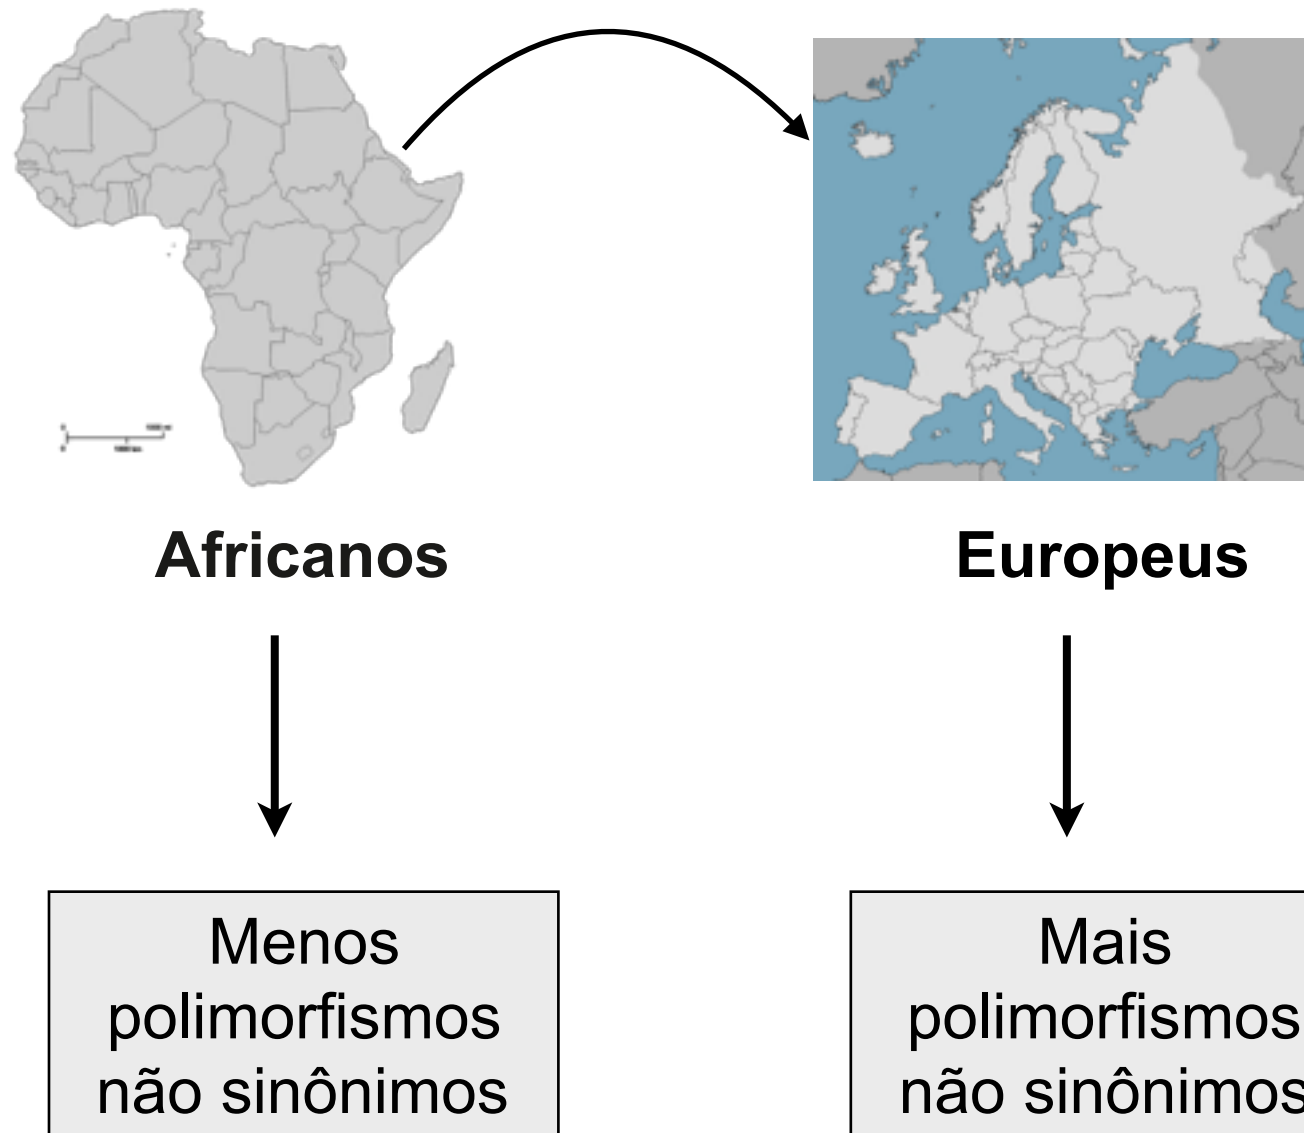 Africanos
Europeus
Menos
polimorfismos
não sinônimos
Mais
polimorfismos
não sinônimos